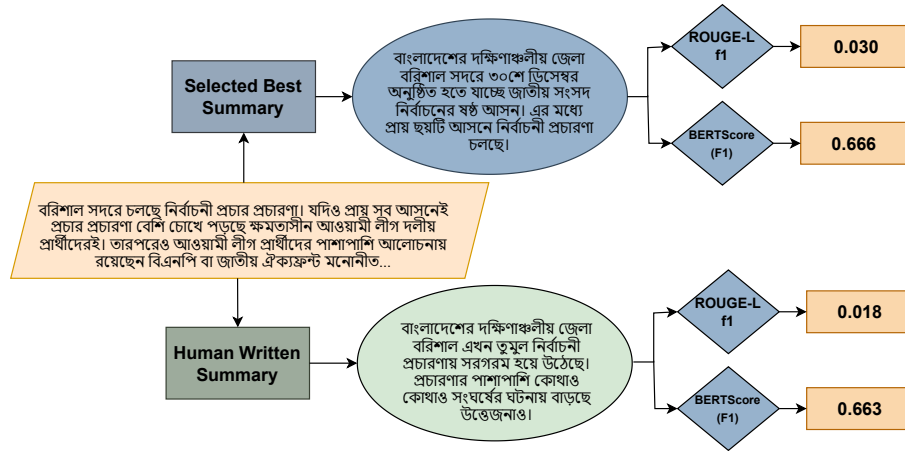 Selected Best
Summary
বাংলাদেশের দক্ষিণাঞ্চলীয় জেলা
বরিশাল সদরে ৩০শে ডিসেম্বর
অনুষ্ঠিত হতে যাচ্ছে জাতীয় সংসদ
নির্বাচনের ষষ্ঠ আসন। এর মধ্যে
প্রায় ছয়টি আসনে নির্বাচনী প্রচারণা
চলছে।
ROUGE-L
f1
0.030
BERTScore
(F1)
0.666
বরিশাল সদরে চলছে নির্বাচনী প্রচার প্রচারণা। যদিও প্রায় সব আসনেই
প্রচার প্রচারণা বেশি চোখে পড়ছে ক্ষমতাসীন আওয়ামী লীগ দলীয়
প্রার্থীদেরই। তারপরেও আওয়ামী লীগ প্রার্থীদের পাশাপাশি আলোচনায়
রয়েছেন বিএনপি বা জাতীয় ঐক্যফ্রন্ট মনোনীত...
Human Written
Summary
বাংলাদেশের দক্ষিণাঞ্চলীয় জেলা
বরিশাল এখন তুমুল নির্বাচনী
প্রচারণায় সরগরম হয়ে উঠেছে।
প্রচারণার পাশাপাশি কোথাও
কোথাও সংঘর্ষের ঘটনায় বাড়ছে
উত্তেজনাও।
ROUGE-L
f1
0.018
BERTScore
(F1)
0.663